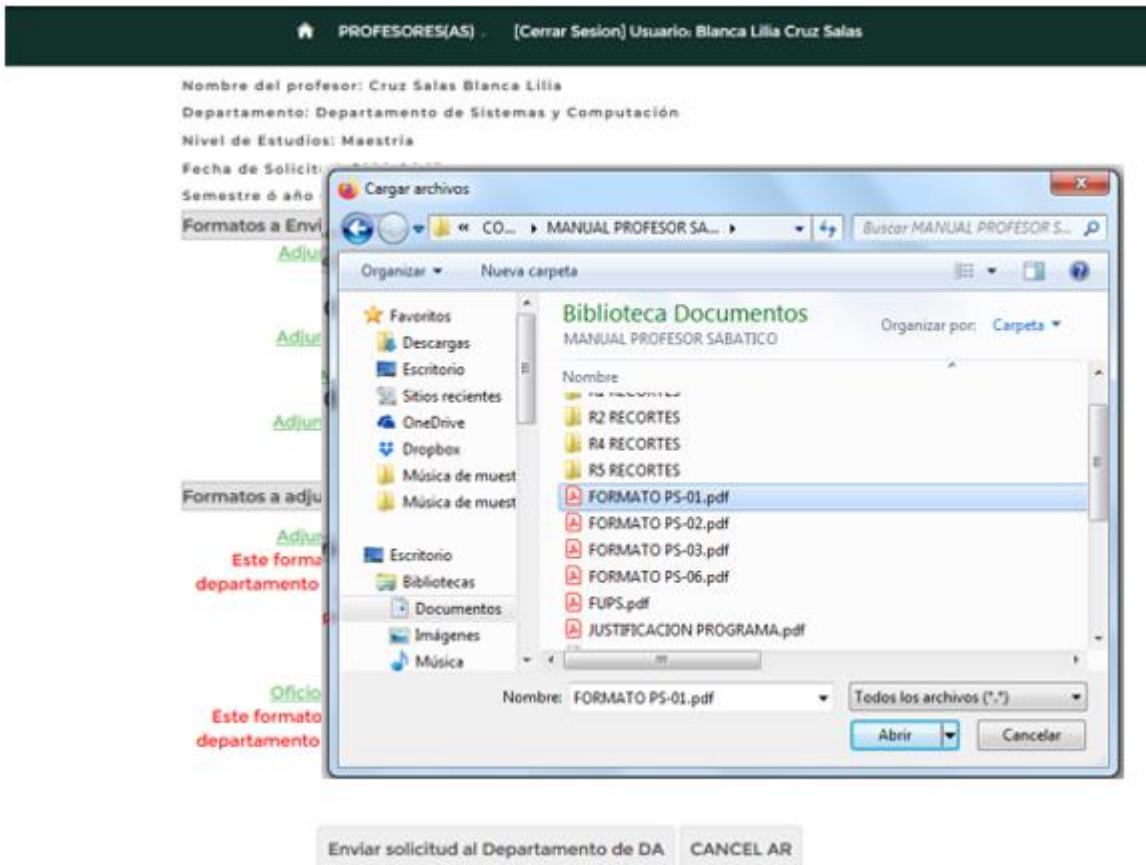 PROFESORES(AS) . [Cerrar Sesion] Usuario: Blanca Lilia Cruz Salas
Nombre del profesor: Cruz Salas Blanca Lilia
Departamento: Departamento de Sistemas y Computación
Nivel de Estudios: Maestria
Fecha de Solicit
Semestre ó año
Formatos a Envi
Adju
Adjun
Adjun
Formatos a adju
Adjun
Este forma
departamento
Oficio
Este formato
departamento
Cargar archivos
« CO... MANUAL PROFESOR SA...
Buscar MANUAL PROFESOR S...
Organizar Nueva carpeta
Favoritos
Descargas
Escritorio
Sitios recientes
OneDrive
Dropbox
Música de muest
Música de muest
Escritorio
Bibliotecas
Documentos
Imágenes
Música
Biblioteca Documentos
MANUAL PROFESOR SABATICO
Organizar por: Carpeta
Nombre
R2 RECORTES
R4 RECORTES
R5 RECORTES
FORMATO PS-01.pdf
FORMATO PS-02.pdf
FORMATO PS-03.pdf
FORMATO PS-06.pdf
FUPS.pdf
JUSTIFICACION PROGRAMA.pdf
Nombre: FORMATO PS-01.pdf Todos los archivos (*.*)
Abrir Cancelar
Enviar solicitud al Departamento de DA CANCEL AR